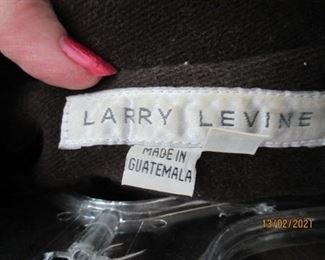 LARRY LEVINE
MADE IN
GUATEMALA
13/02/2021